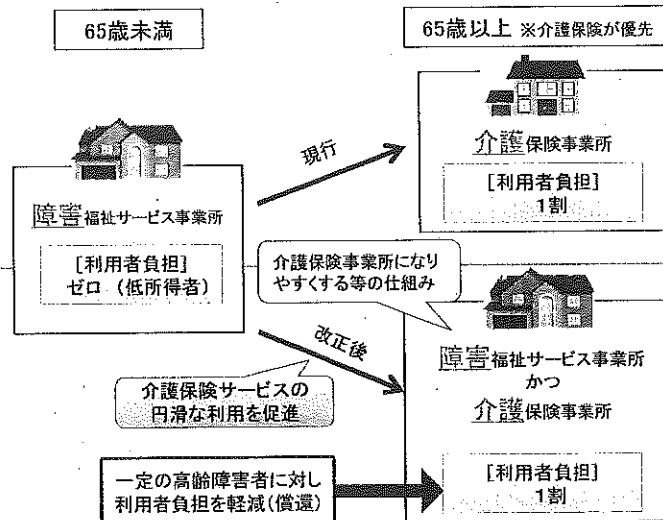 65歳未満
65歳以上 ※介護保険が優先
現行
介護保険事業所
[利用者負担]
1割
障害福祉サービス事業所
[利用者負担]
ゼロ (低所得者)
介護保険事業所になり
やすくする等の仕組み
改正後
障害福祉サービス事業所
かつ
介護保険事業所
介護保険サービスの
円滑な利用を促進
[利用者負担]
1割
一定の高齢障害者に対し
利用者負担を軽減(償還)